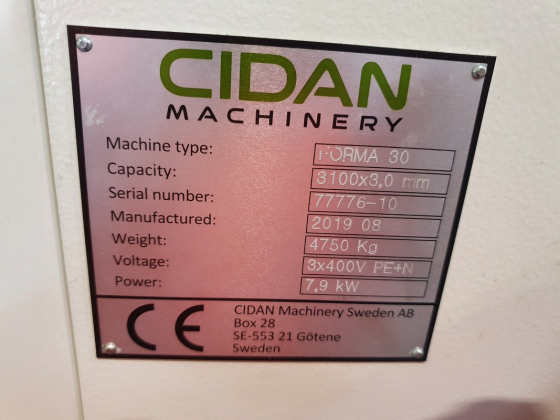 CIDAN
MACHINERY
Machine type: FORMA 30
Capacity: 3100x3,0 mm
Serial number: 77776-10
Manufactured: 2019 08
Weight: 4750 Kg
Voltage: 3x400V PE+N
Power: 7,9 kW
CE
CIDAN Machinery Sweden AB
Box 28
SE-553 21 Götene
Sweden